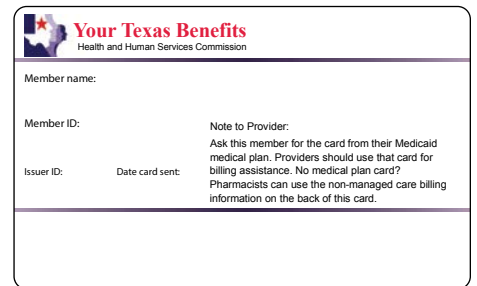 Your Texas Benefits
Health and Human Services Commission
Member name:
Member ID:
Note to Provider:
Ask this member for the card from their Medicaid
medical plan. Providers should use that card for
Issuer ID: Date card sent: billing assistance. No medical plan card?
Pharmacists can use the non-managed care billing
information on the back of this card.